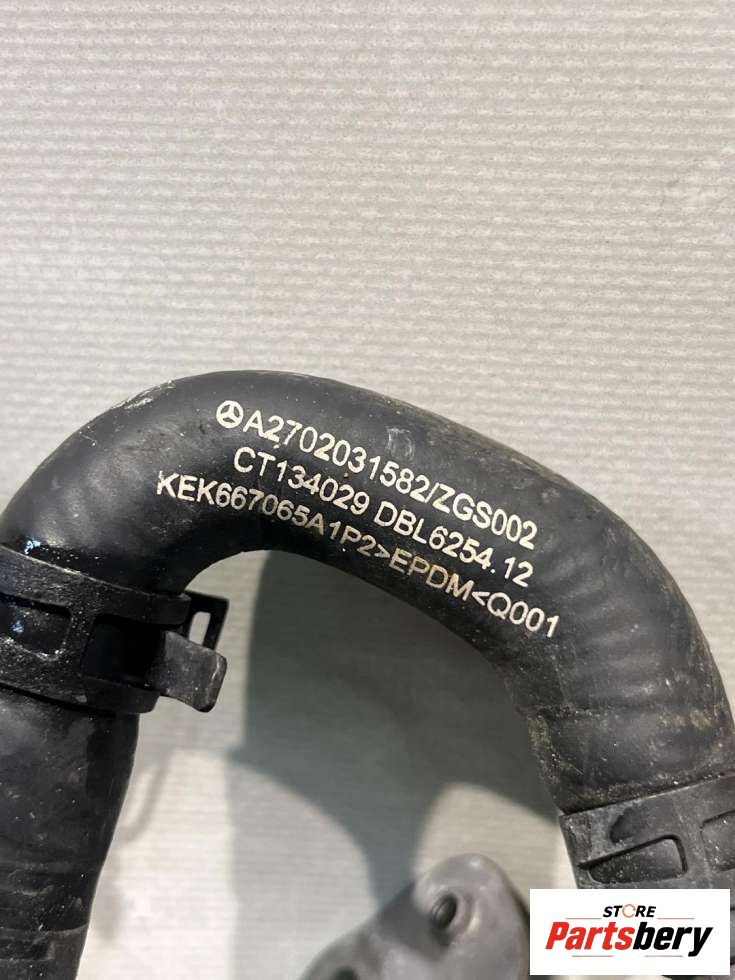 A2702031582/ZGS002
CT134029 DBL6254.12
KEK667065A1P2>EPDM<Q001
STORE
Partsbery